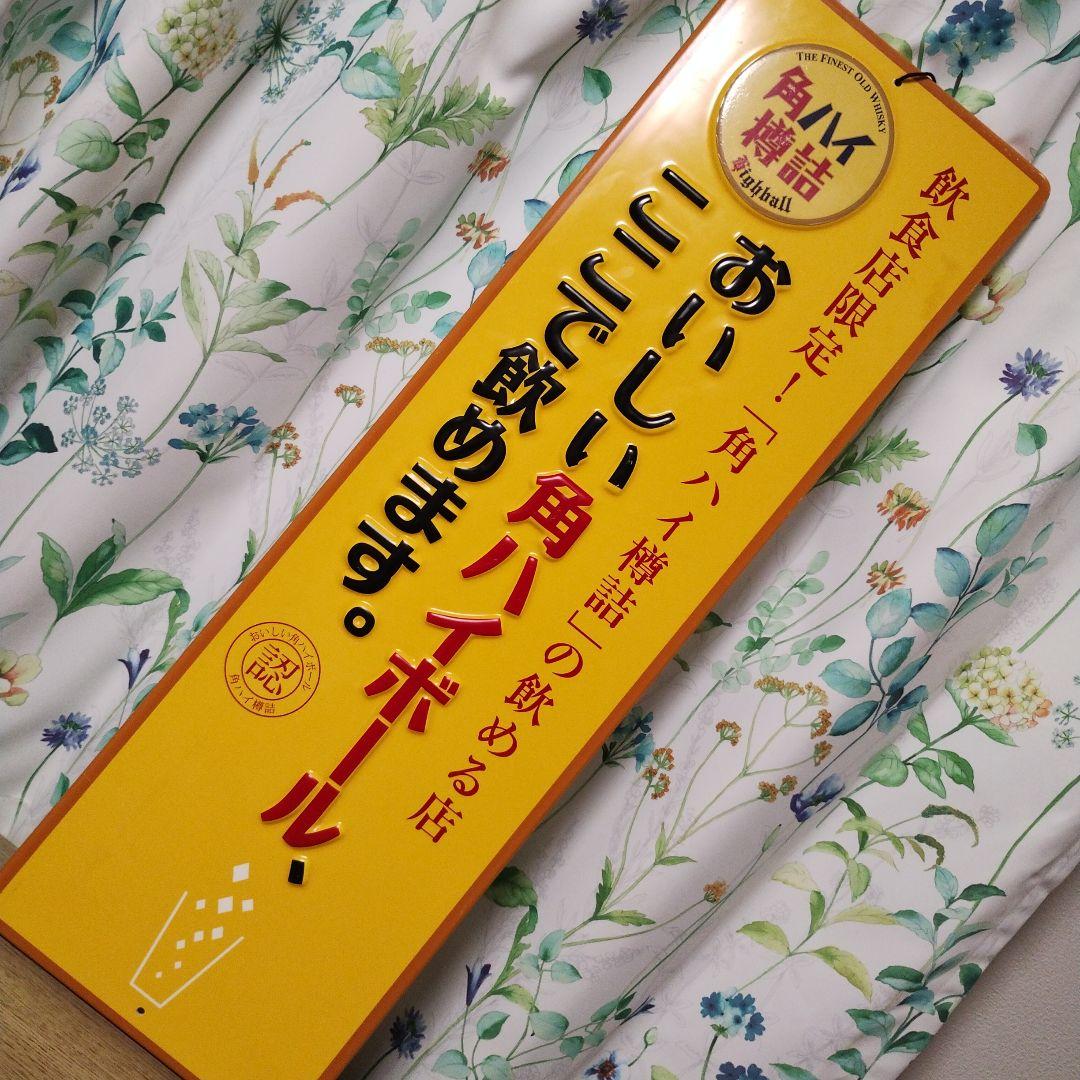 THE FINEST OLD WHISKY
角ハイ
樽詰
Highball
飲食店限定!「角ハイ樽詰」の飲める店
おいしい角ハイボール、
ここで飲めます。
おいしい角ハイボール
認
角ハイ樽詰